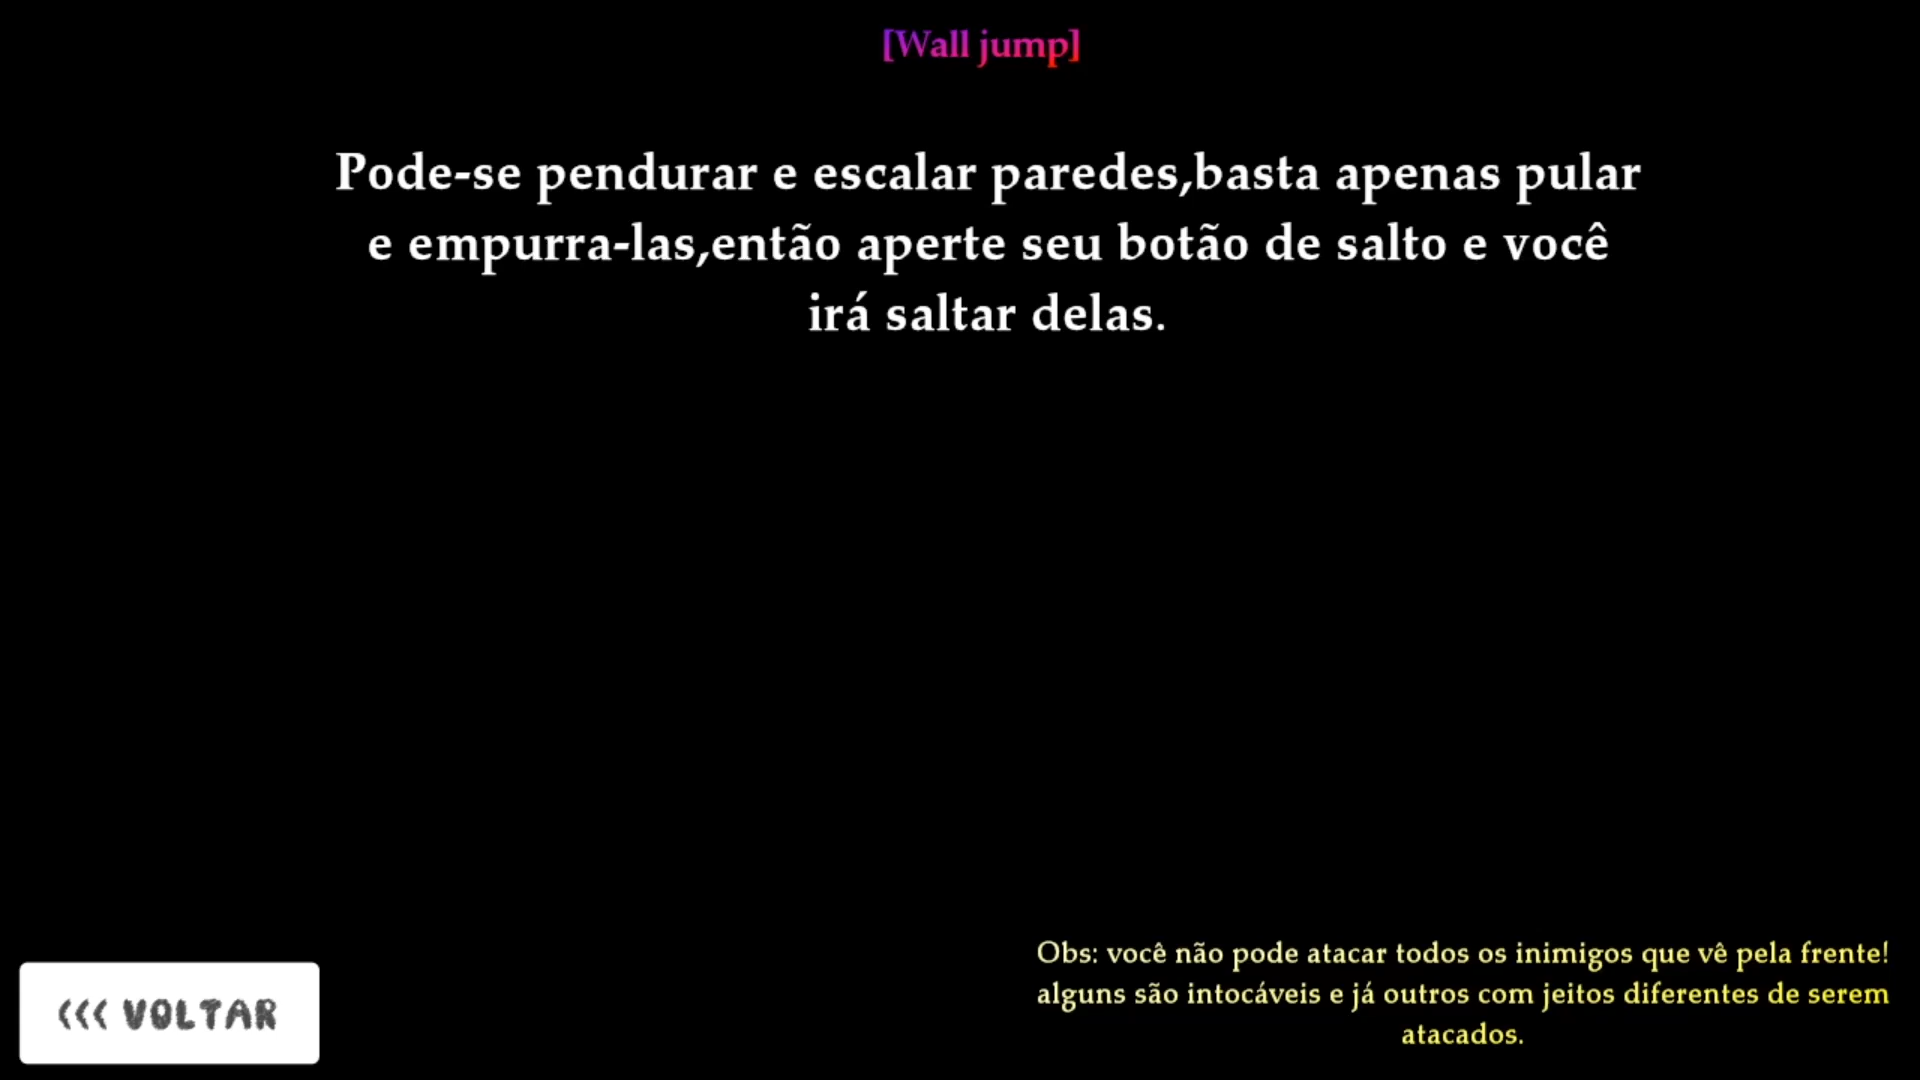 [Wall jump]
Pode-se pendurar e escalar paredes,basta apenas pular
e empurra-las,então aperte seu botão de salto e você
irá saltar delas.
<<< VOLTAR
Obs: você não pode atacar todos os inimigos que vê pela frente!
alguns são intocáveis e já outros com jeitos diferentes de serem
atacados.